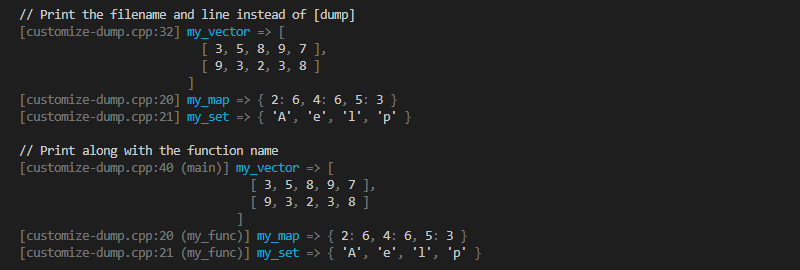 // Print the filename and line instead of [dump]
[customize-dump.cpp:32] my_vector => [
                          [ 3, 5, 8, 9, 7 ],
                          [ 9, 3, 2, 3, 8 ]
                        ]
[customize-dump.cpp:20] my_map => { 2: 6, 4: 6, 5: 3 }
[customize-dump.cpp:21] my_set => { 'A', 'e', 'l', 'p' }

// Print along with the function name
[customize-dump.cpp:40 (main)] my_vector => [
                                 [ 3, 5, 8, 9, 7 ],
                                 [ 9, 3, 2, 3, 8 ]
                               ]
[customize-dump.cpp:20 (my_func)] my_map => { 2: 6, 4: 6, 5: 3 }
[customize-dump.cpp:21 (my_func)] my_set => { 'A', 'e', 'l', 'p' }